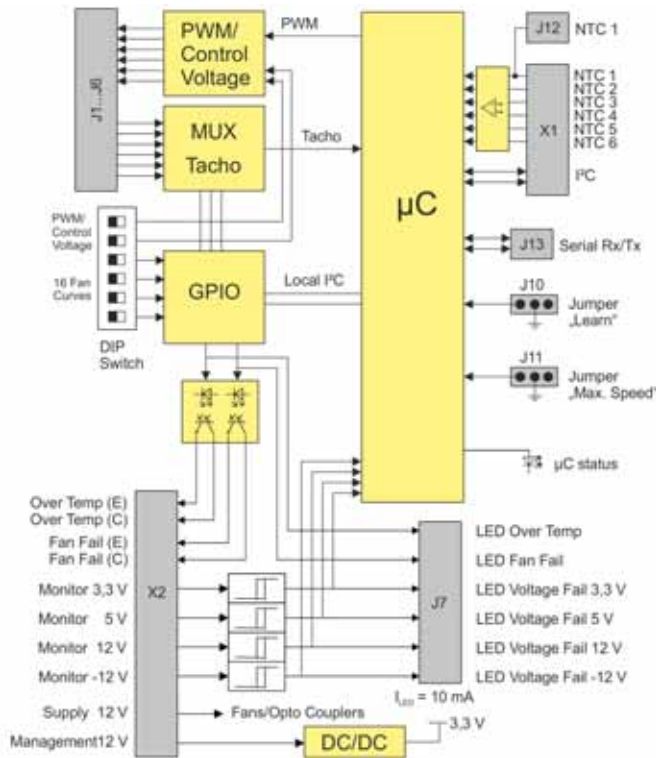 PWM/
Control
Voltage
PWM
J1...J6
MUX
Tacho
Tacho
µC
J12
NTC 1
NTC 1
NTC 2
NTC 3
NTC 4
NTC 5
NTC 6
X1
I²C
J13
Serial Rx/Tx
PWM/
Control
Voltage
16 Fan
Curves
DIP
Switch
GPIO
Local I²C
J10
Jumper
„Learn"
J11
Jumper
„Max. Speed"
µC status
Over Temp (E)
Over Temp (C)
Fan Fail (E)
Fan Fail (C)
Monitor 3,3 V
Monitor 5 V
Monitor 12 V
Monitor -12 V
Supply 12 V
Management12 V
X2
Fans/Opto Couplers
DC/DC
3,3 V
J7
LED Over Temp
LED Fan Fail
LED Voltage Fail 3,3 V
LED Voltage Fail 5 V
LED Voltage Fail 12 V
LED Voltage Fail -12 V
ILED = 10 mA